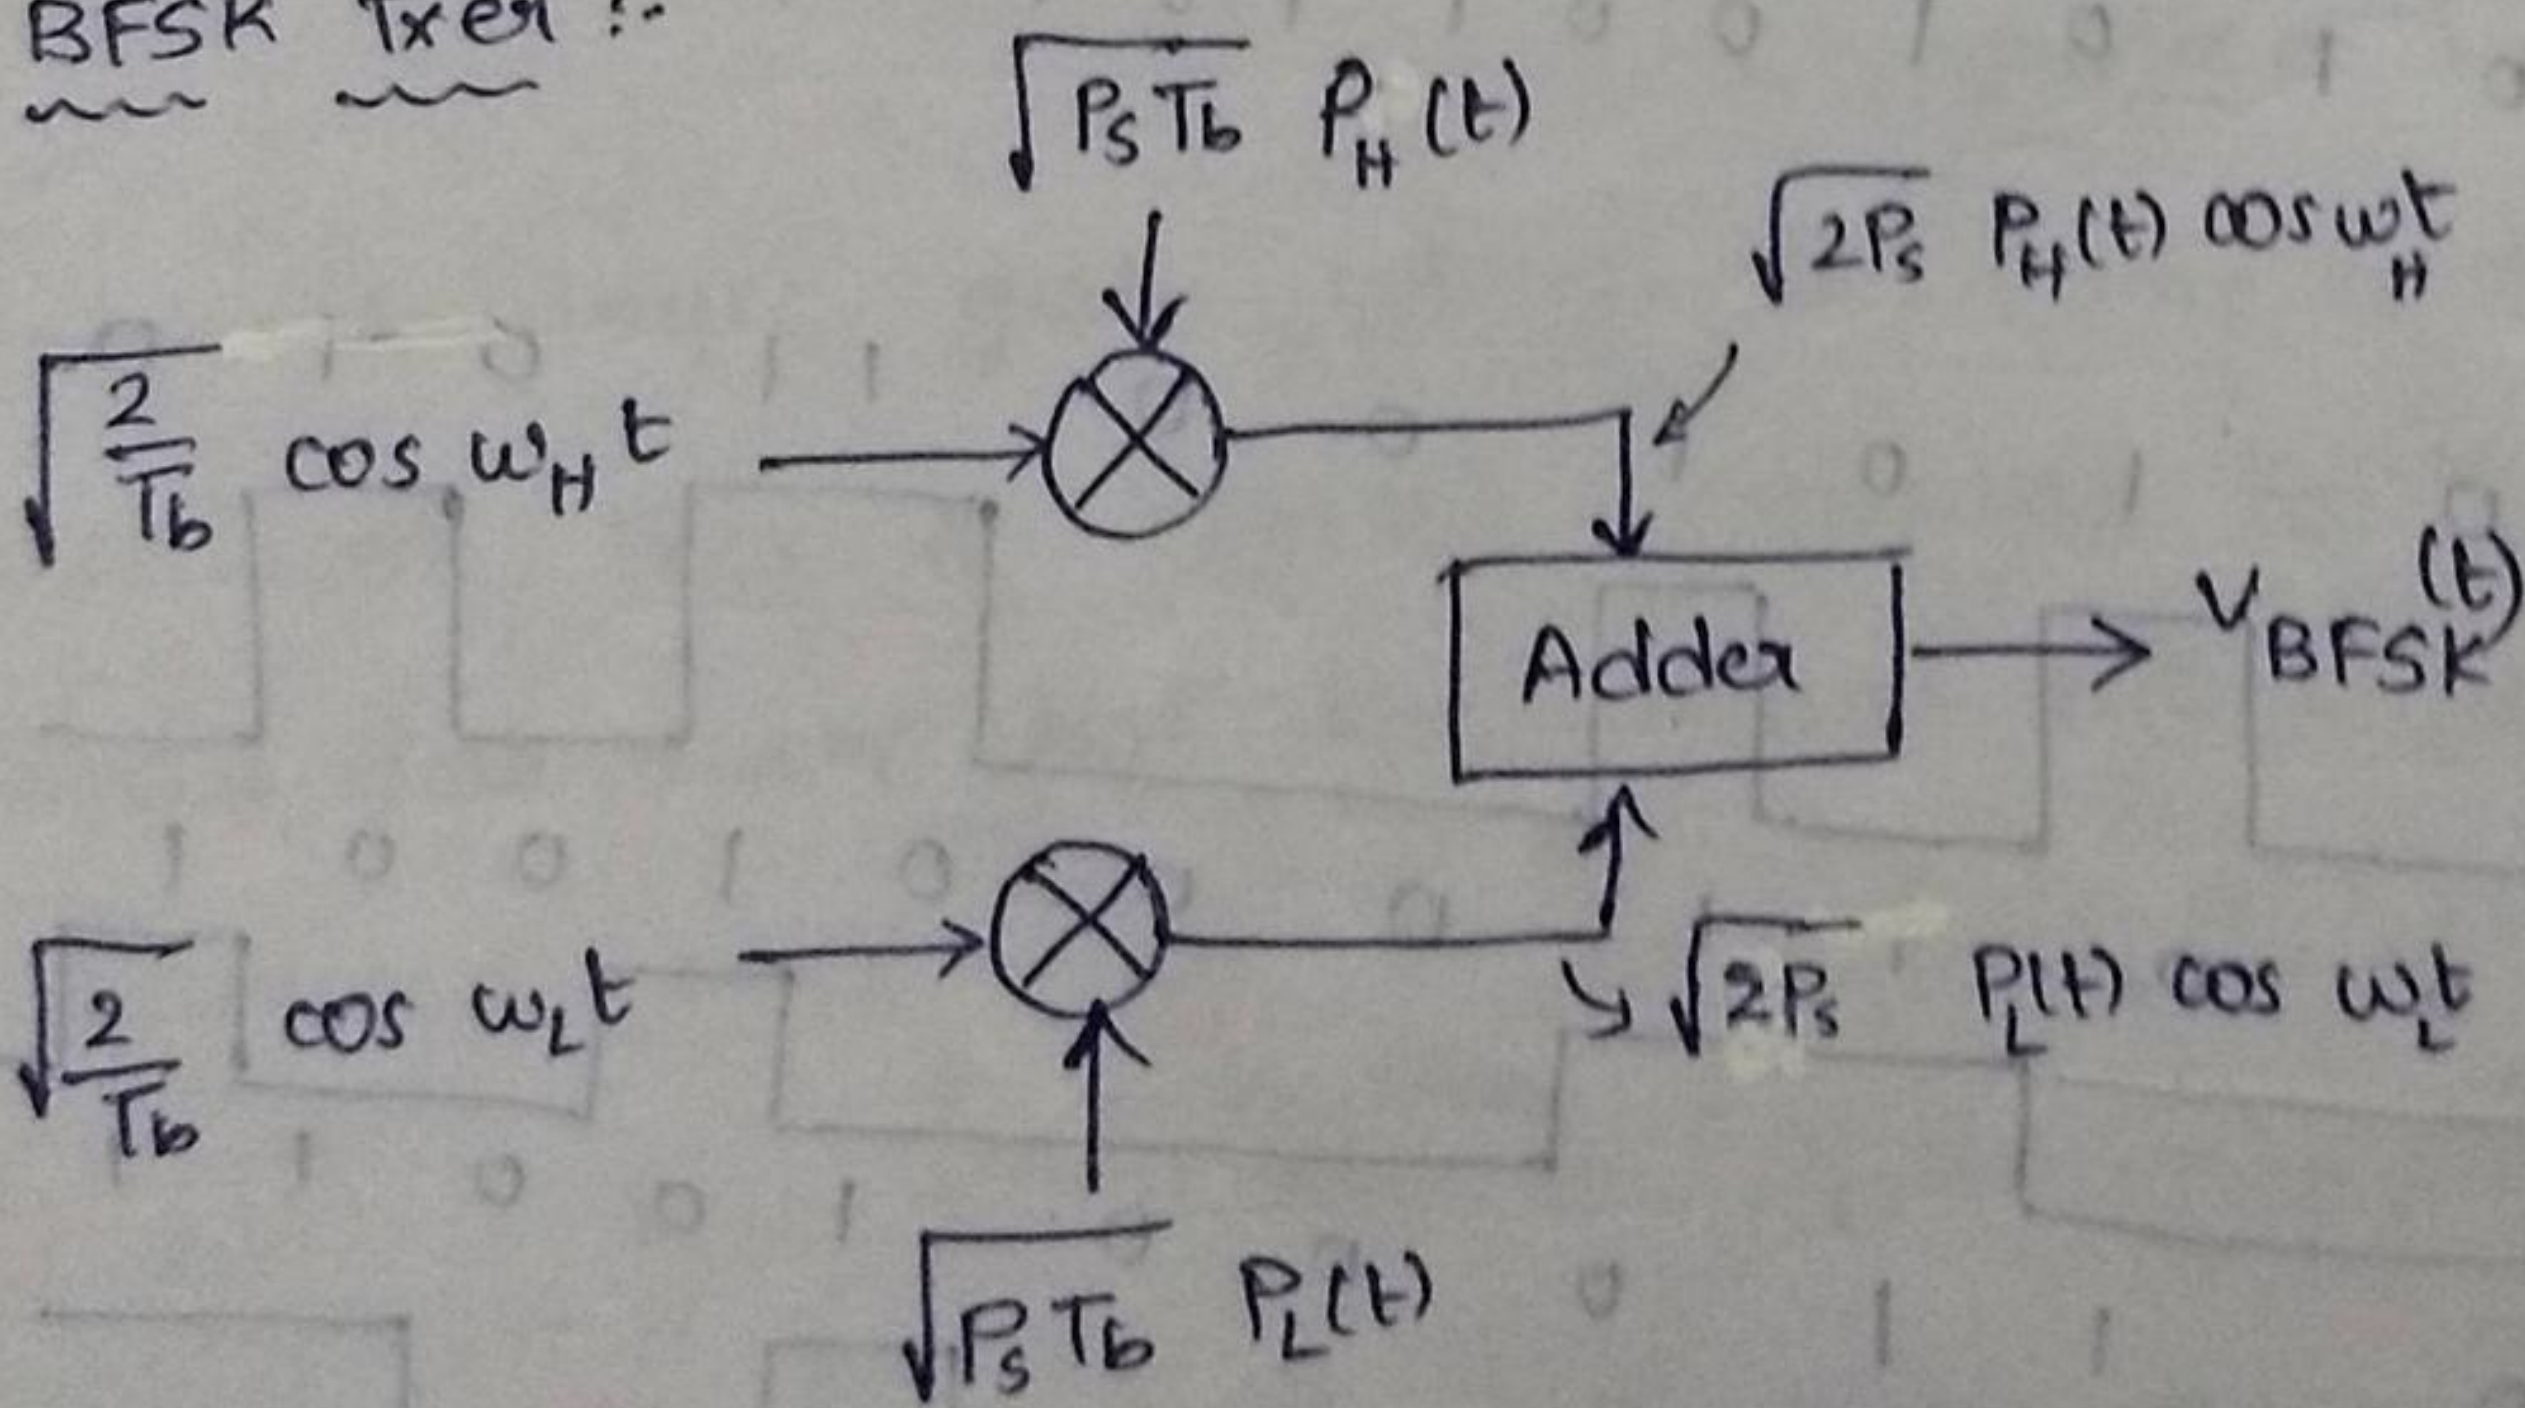 BFSK Txer :-
√PsTb PH(t)
√2Ps PH(t) cos ωHt
√2/Tb cos ωHt
Adder
VBFSK(t)
√2/Tb cos ωLt
√2Ps PL(t) cos ωLt
√PsTb PL(t)